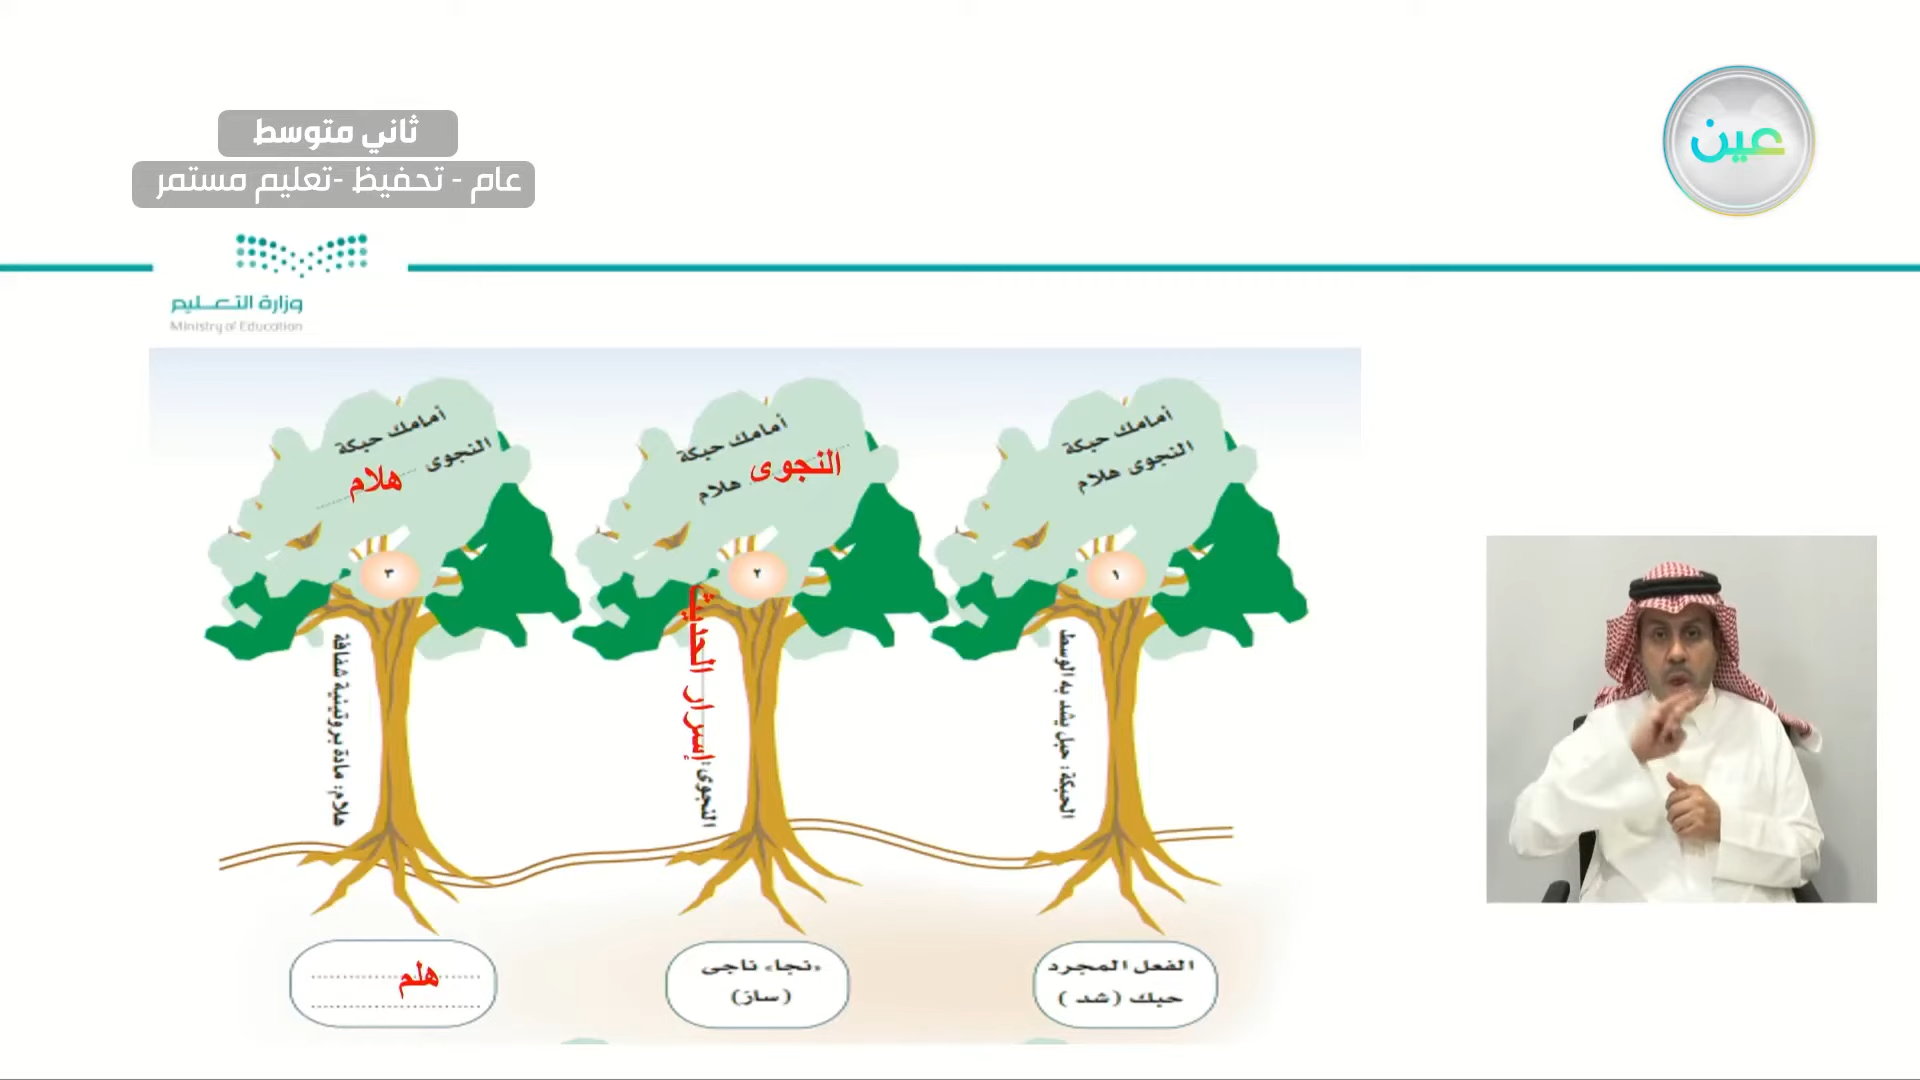 عين
ثاني متوسط
عام - تحفيظ -تعليم مستمر
وزارة التعليم
Ministry of Education
أمامك حبكة
النجوى هلام
١
الحبكة: حبل يشد به الوسط
الفعل المجرد
حبك (شد )
أمامك حبكة
النجوى
هلام
٢
النجوى: إسرار الحديث
«نجا» ناجى
(سارّ)
أمامك حبكة
النجوى
هلام
٣
هلام: مادة بروتينية شفافة
هلم